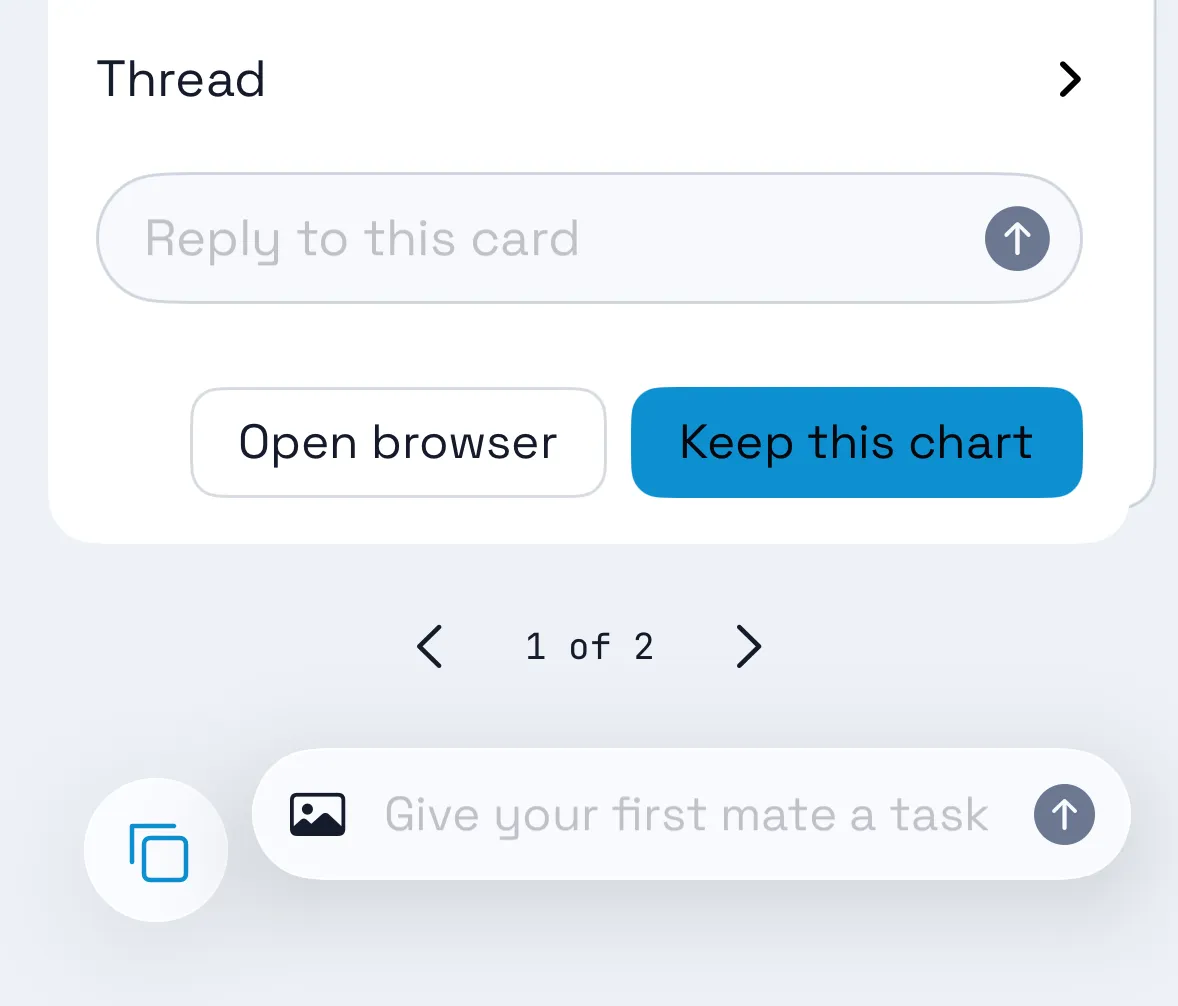 Thread
Reply to this card
Open browser
Keep this chart
1 of 2
Give your first mate a task